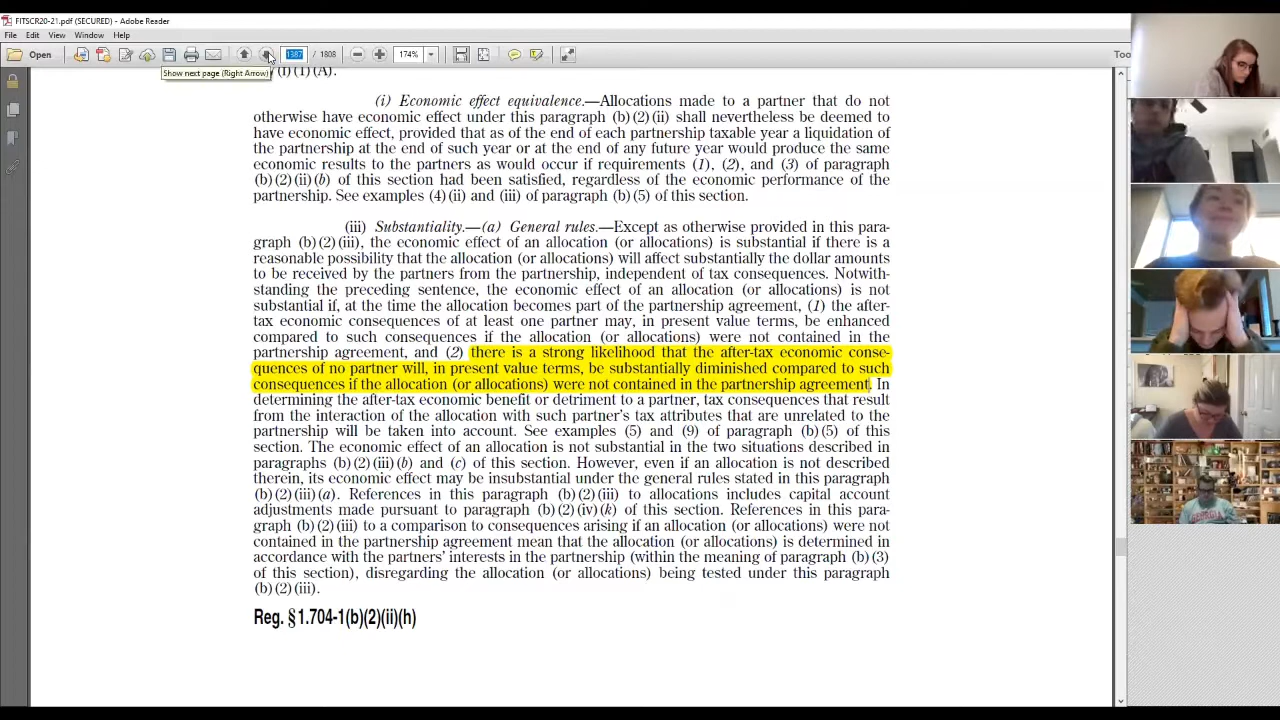 FITSCR20-21.pdf (SECURED) - Adobe Reader
File Edit View Window Help
Open 1387 / 1808 174% Too
Show next page (Right Arrow)
(i)(1)(A).
(i) Economic effect equivalence.—Allocations made to a partner that do not
otherwise have economic effect under this paragraph (b)(2)(ii) shall nevertheless be deemed to
have economic effect, provided that as of the end of each partnership taxable year a liquidation of
the partnership at the end of such year or at the end of any future year would produce the same
economic results to the partners as would occur if requirements (1), (2), and (3) of paragraph
(b)(2)(ii)(b) of this section had been satisfied, regardless of the economic performance of the
partnership. See examples (4)(ii) and (iii) of paragraph (b)(5) of this section.
(iii) Substantiality.—(a) General rules.—Except as otherwise provided in this para-
graph (b)(2)(iii), the economic effect of an allocation (or allocations) is substantial if there is a
reasonable possibility that the allocation (or allocations) will affect substantially the dollar amounts
to be received by the partners from the partnership, independent of tax consequences. Notwith-
standing the preceding sentence, the economic effect of an allocation (or allocations) is not
substantial if, at the time the allocation becomes part of the partnership agreement, (1) the after-
tax economic consequences of at least one partner may, in present value terms, be enhanced
compared to such consequences if the allocation (or allocations) were not contained in the
partnership agreement, and (2) there is a strong likelihood that the after-tax economic conse-
quences of no partner will, in present value terms, be substantially diminished compared to such
consequences if the allocation (or allocations) were not contained in the partnership agreement. In
determining the after-tax economic benefit or detriment to a partner, tax consequences that result
from the interaction of the allocation with such partner's tax attributes that are unrelated to the
partnership will be taken into account. See examples (5) and (9) of paragraph (b)(5) of this
section. The economic effect of an allocation is not substantial in the two situations described in
paragraphs (b)(2)(iii)(b) and (c) of this section. However, even if an allocation is not described
therein, its economic effect may be insubstantial under the general rules stated in this paragraph
(b)(2)(iii)(a). References in this paragraph (b)(2)(iii) to allocations includes capital account
adjustments made pursuant to paragraph (b)(2)(iv)(k) of this section. References in this para-
graph (b)(2)(iii) to a comparison to consequences arising if an allocation (or allocations) were not
contained in the partnership agreement mean that the allocation (or allocations) is determined in
accordance with the partners' interests in the partnership (within the meaning of paragraph (b)(3)
of this section), disregarding the allocation (or allocations) being tested under this paragraph
(b)(2)(iii).
Reg. §1.704-1(b)(2)(ii)(h)
GEORGIA